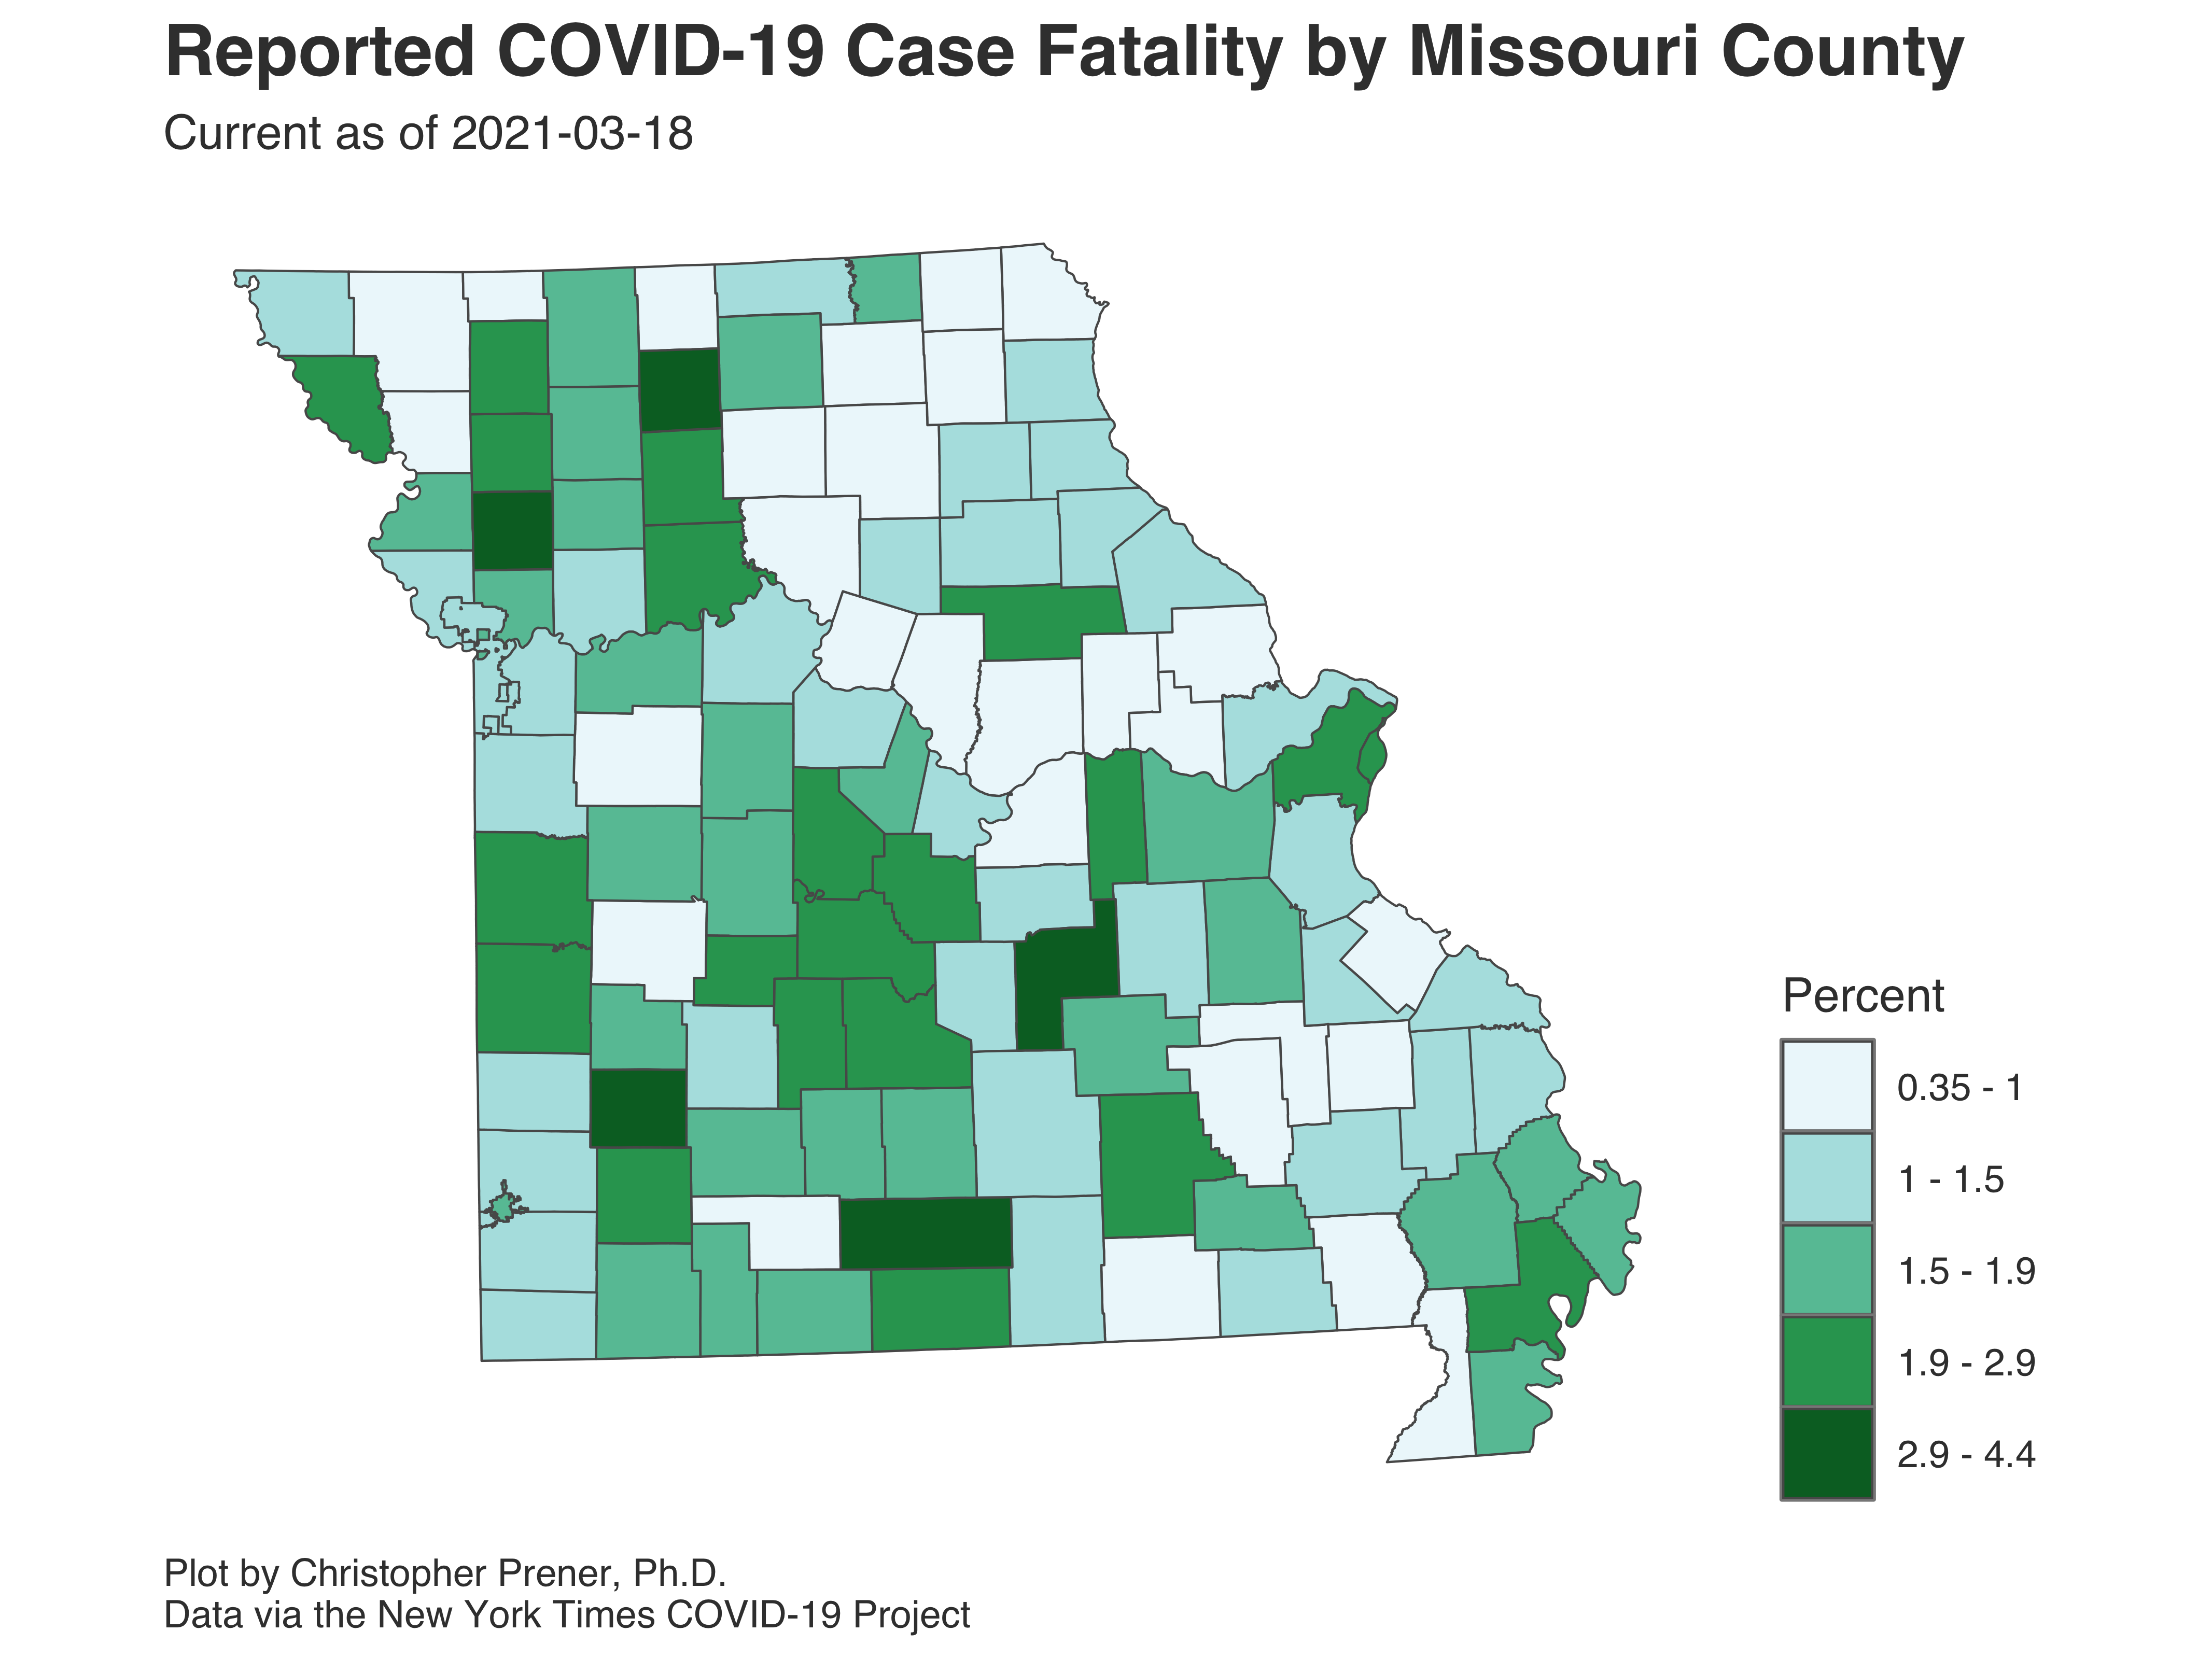 Reported COVID-19 Case Fatality by Missouri County
Current as of 2021-03-18
Percent
0.35 - 1
1 - 1.5
1.5 - 1.9
1.9 - 2.9
2.9 - 4.4
Plot by Christopher Prener, Ph.D.
Data via the New York Times COVID-19 Project